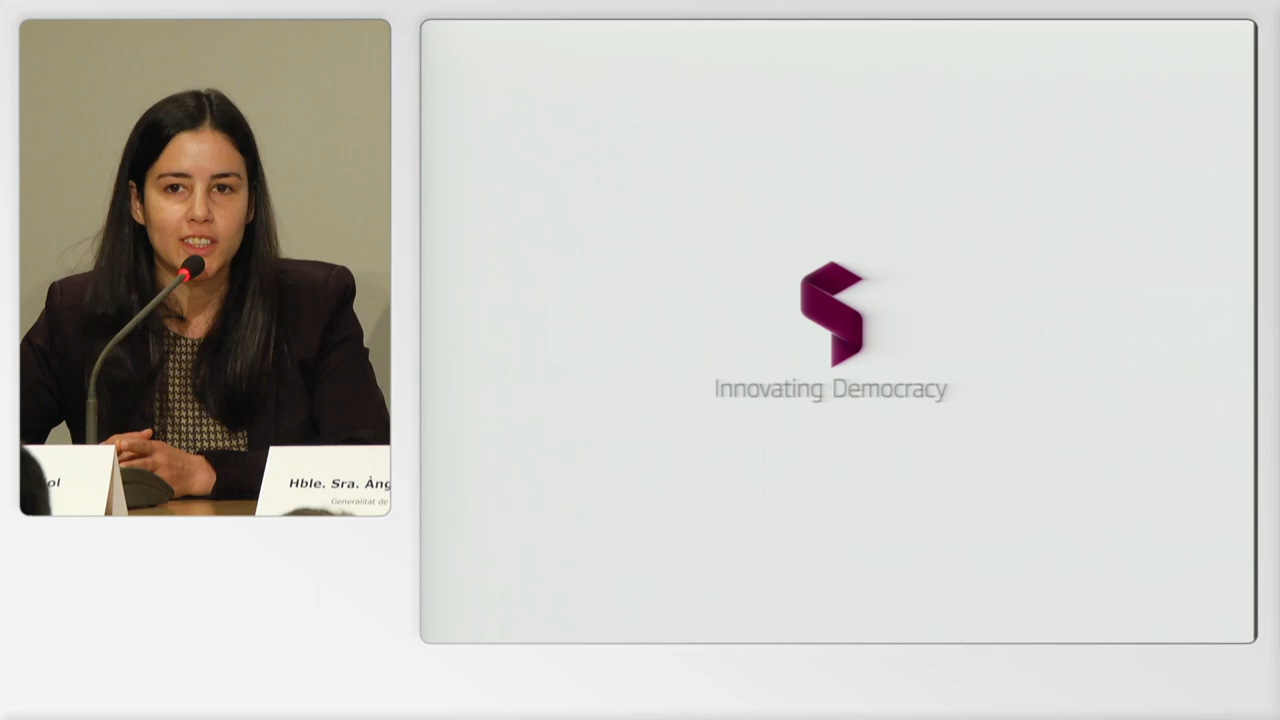 ol
Hble. Sra. Àng
Generalitat de
Innovating Democracy